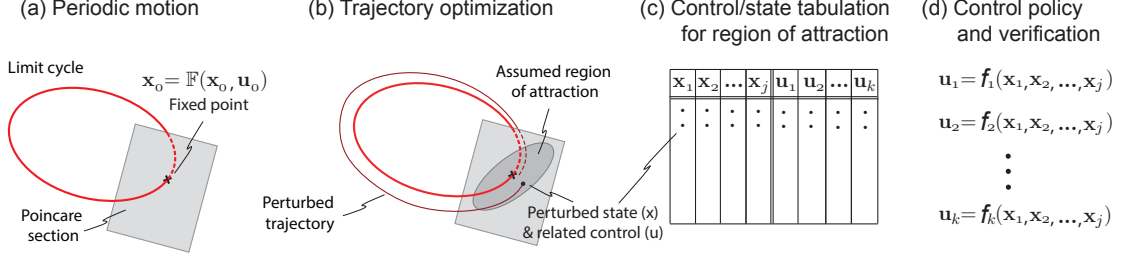 (a) Periodic motion
Limit cycle
x₀ = 𝔽(x₀, u₀)
Fixed point
Poincare
section
(b) Trajectory optimization
Assumed region
of attraction
Perturbed
trajectory
Perturbed state (x)
& related control (u)
(c) Control/state tabulation
for region of attraction
x₁ x₂ ... xⱼ u₁ u₂ ... uₖ
: : : : : : : :
(d) Control policy
and verification
u₁ = f₁(x₁,x₂, ...,xⱼ)
u₂ = f₂(x₁,x₂, ...,xⱼ)
⋮
uₖ = fₖ(x₁,x₂, ...,xⱼ)